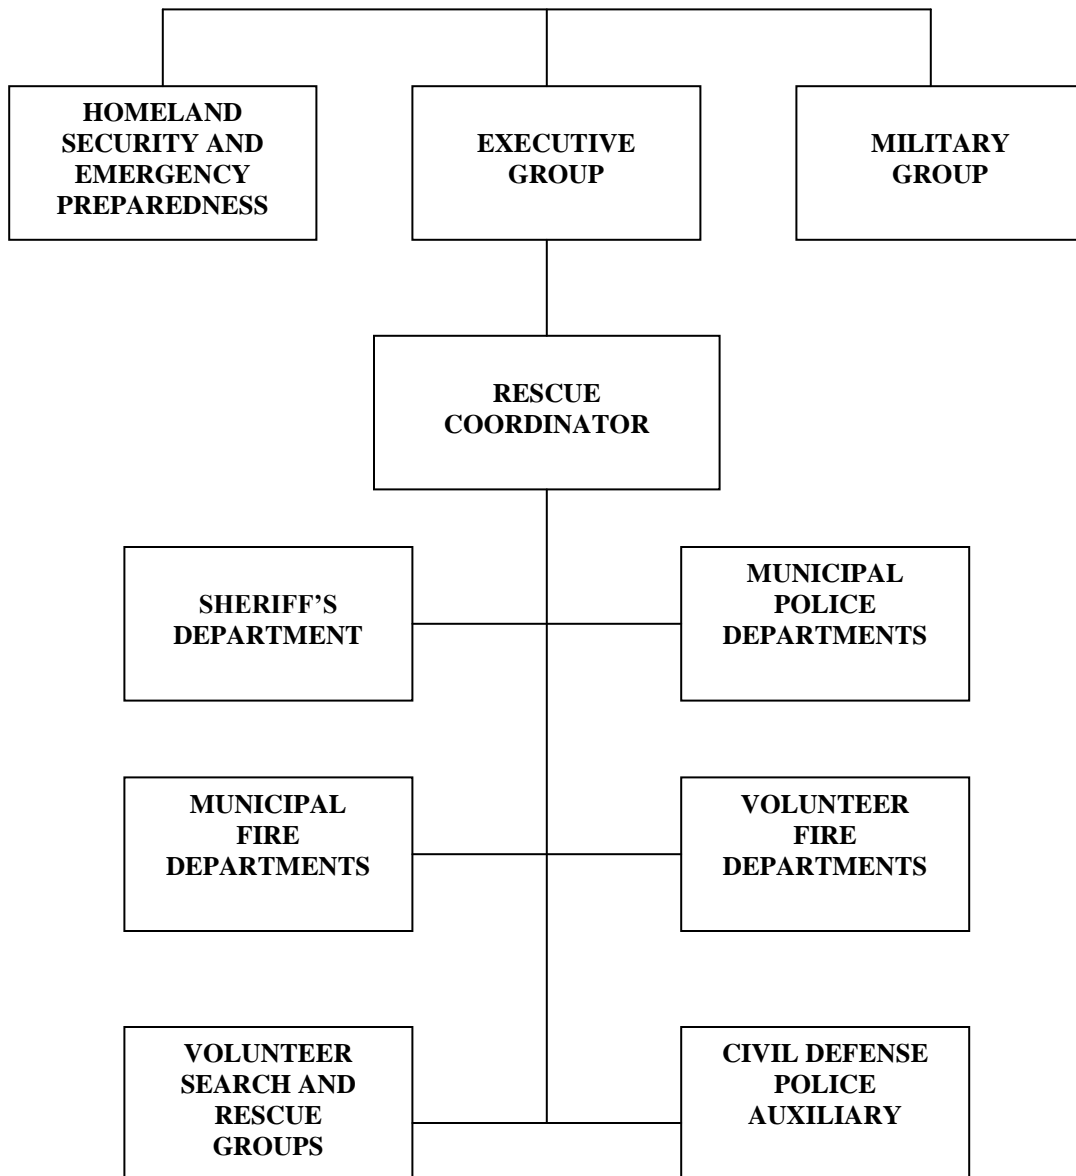 HOMELAND
SECURITY AND
EMERGENCY
PREPAREDNESS
EXECUTIVE
GROUP
MILITARY
GROUP
RESCUE
COORDINATOR
SHERIFF’S
DEPARTMENT
MUNICIPAL
POLICE
DEPARTMENTS
MUNICIPAL
FIRE
DEPARTMENTS
VOLUNTEER
FIRE
DEPARTMENTS
VOLUNTEER
SEARCH AND
RESCUE
GROUPS
CIVIL DEFENSE
POLICE
AUXILIARY